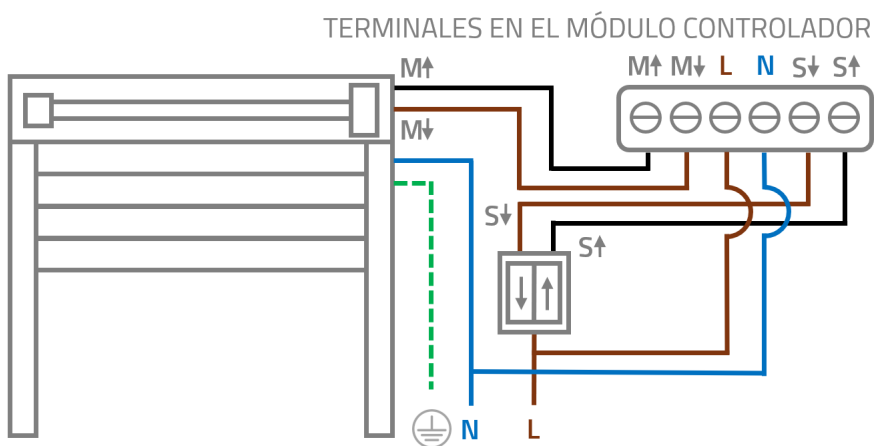 TERMINALES EN EL MÓDULO CONTROLADOR
M↑ M↓ L N S↓ S↑
M↑
M↓
S↓
S↑
N
L